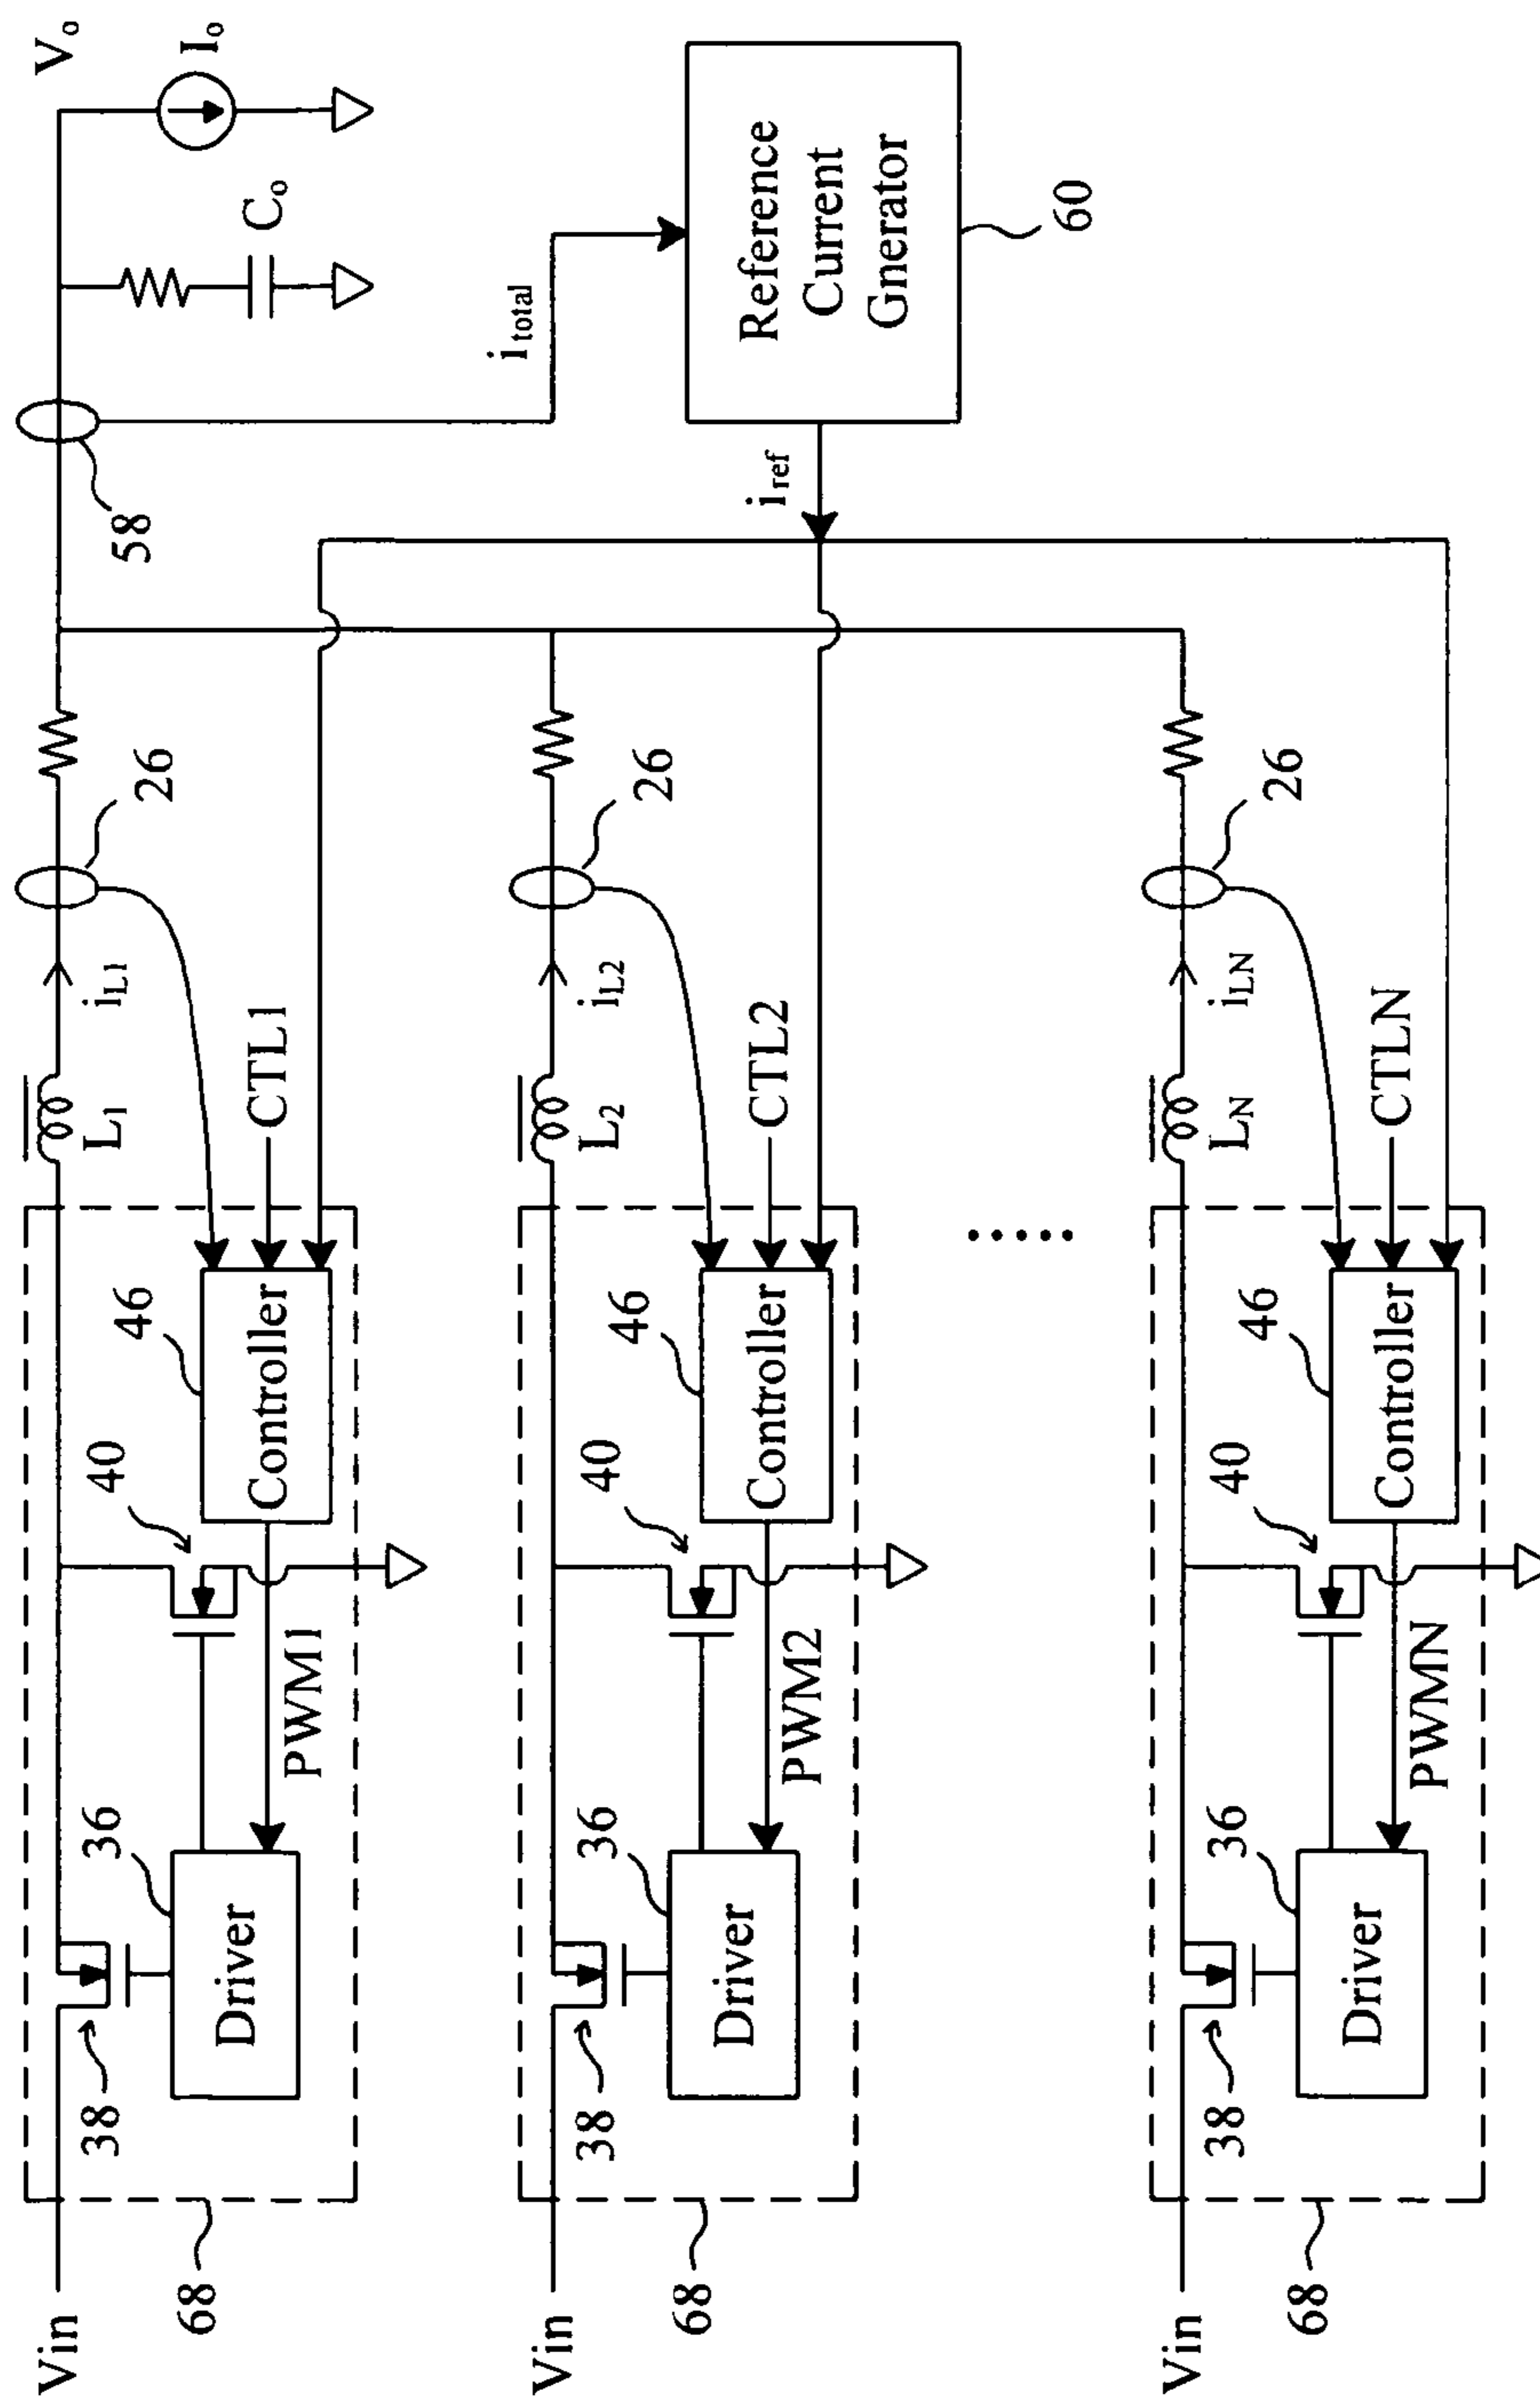 Vin
38
36
Driver
PWM1
40
46
Controller
L1
iL1
CTL1
26
68
58
Vo
Io
Co
itotal
Vin
38
36
Driver
PWM2
40
46
Controller
L2
iL2
CTL2
26
68
iref
Reference
Current
Gnerator
60
Vin
38
36
Driver
PWMN
40
46
Controller
LN
iLN
CTLN
26
68